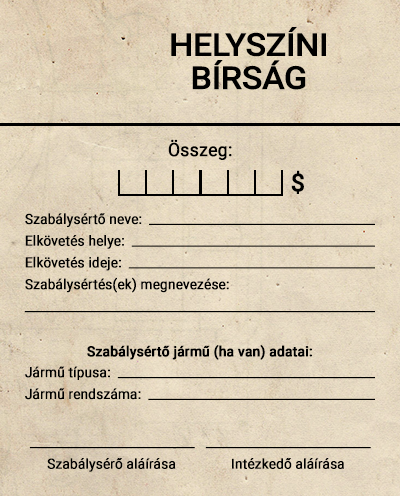 HELYSZÍNI
BÍRSÁG
Összeg:
$
Szabálysértő neve:
Elkövetés helye:
Elkövetés ideje:
Szabálysértés(ek) megnevezése:
Szabálysértő jármű (ha van) adatai:
Jármű típusa:
Jármű rendszáma:
Szabálysérő aláírása Intézkedő aláírása